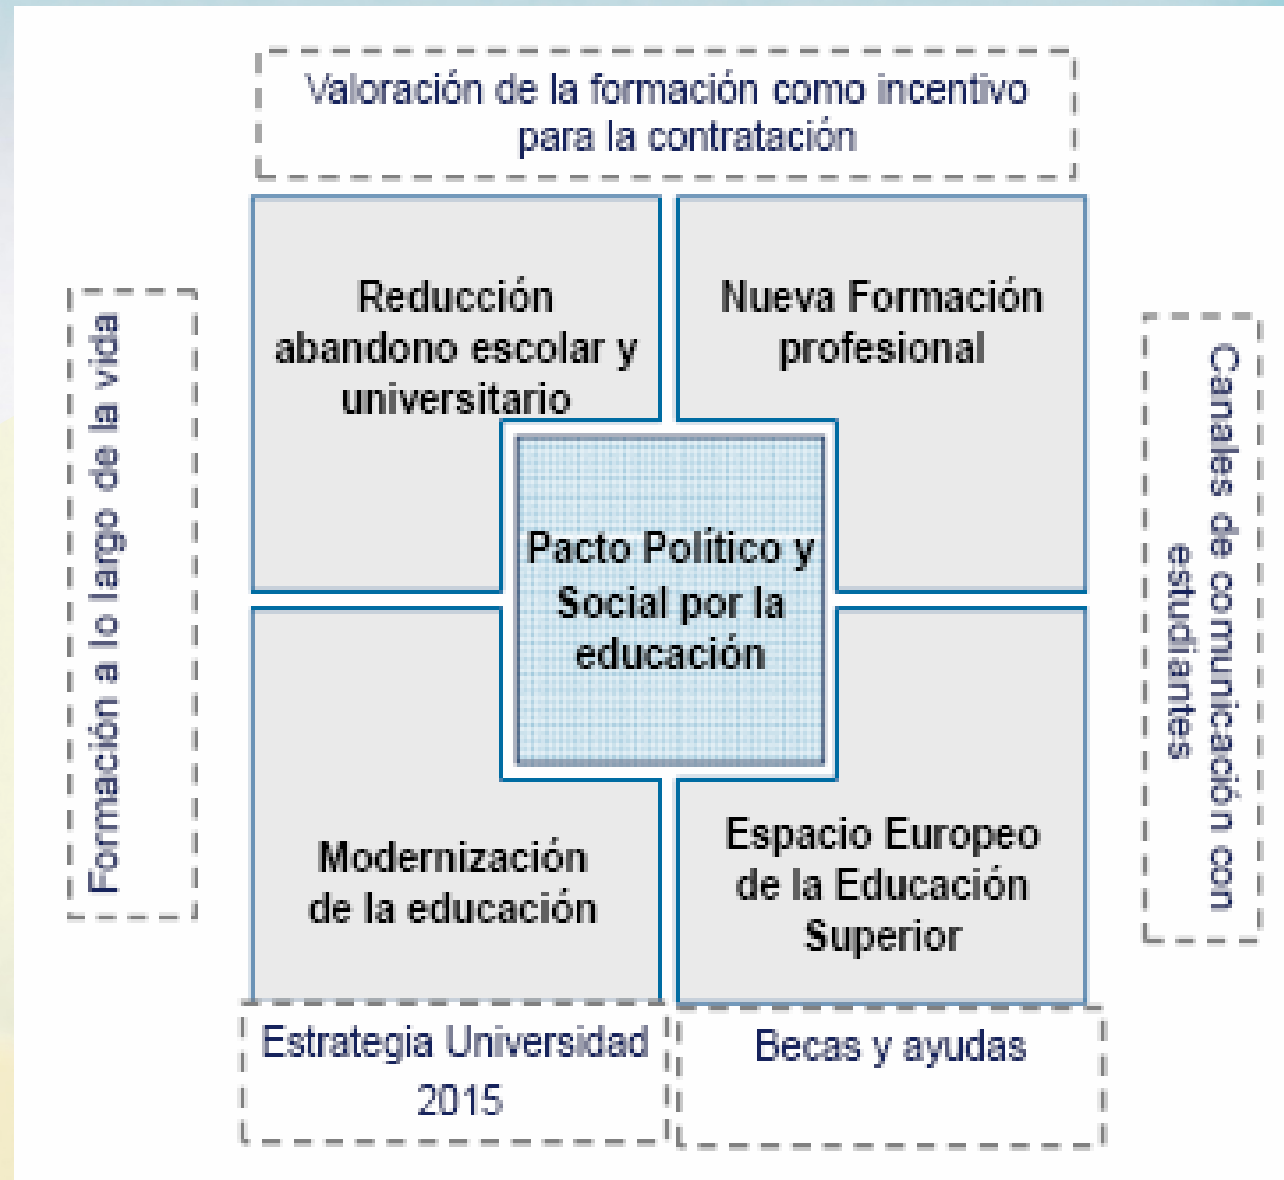 Valoración de la formación como incentivo
para la contratación
Formación a lo largo de la vida
Reducción
abandono escolar y
universitario
Nueva Formación
profesional
Canales de comunicación con
estudiantes
Pacto Político y
Social por la
educación
Modernización
de la educación
Espacio Europeo
de la Educación
Superior
Estrategia Universidad
2015
Becas y ayudas